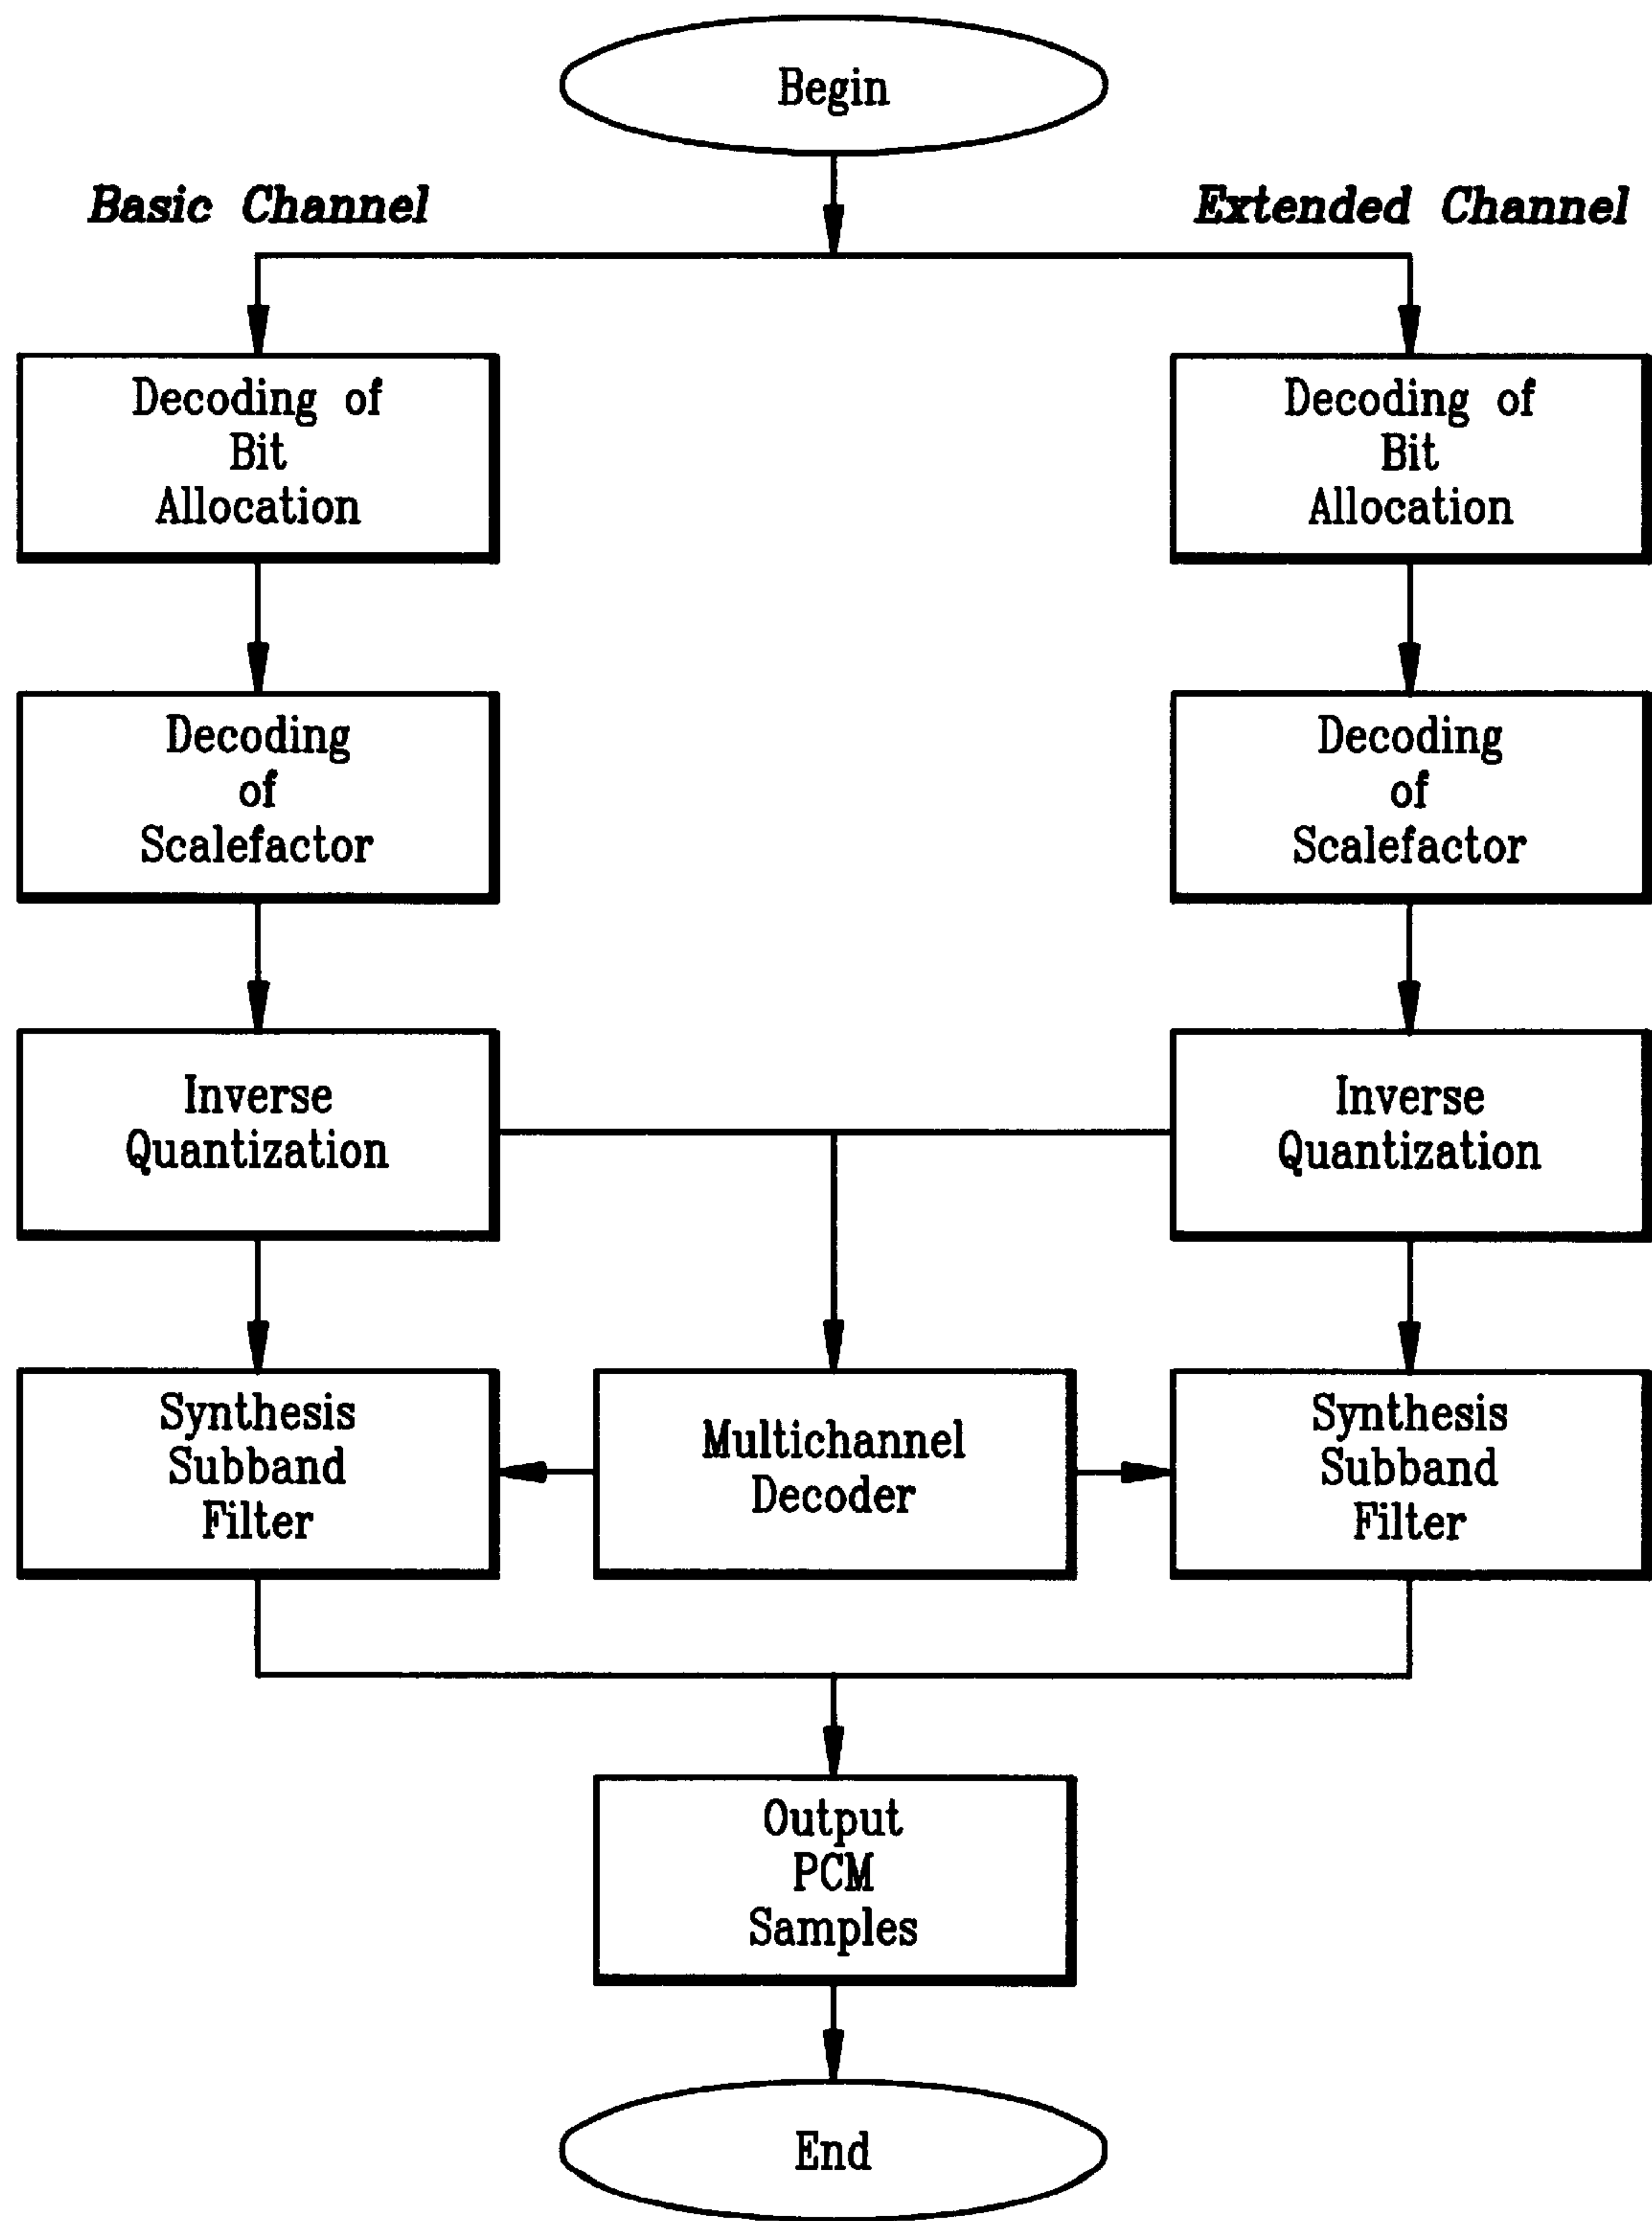 Begin
Basic Channel
Extended Channel
Decoding of
Bit
Allocation
Decoding of
Bit
Allocation
Decoding
of
Scalefactor
Decoding
of
Scalefactor
Inverse
Quantization
Inverse
Quantization
Synthesis
Subband
Filter
Multichannel
Decoder
Synthesis
Subband
Filter
Output
PCM
Samples
End